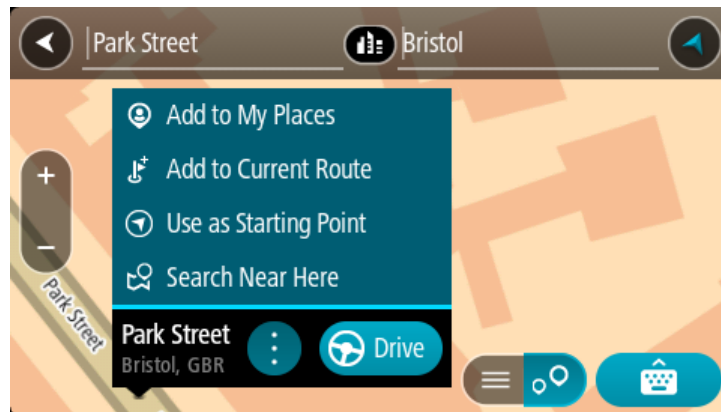 Park Street
Bristol
Add to My Places
Add to Current Route
Use as Starting Point
Search Near Here
+
−
Park Street
Park Street
Bristol, GBR
Drive